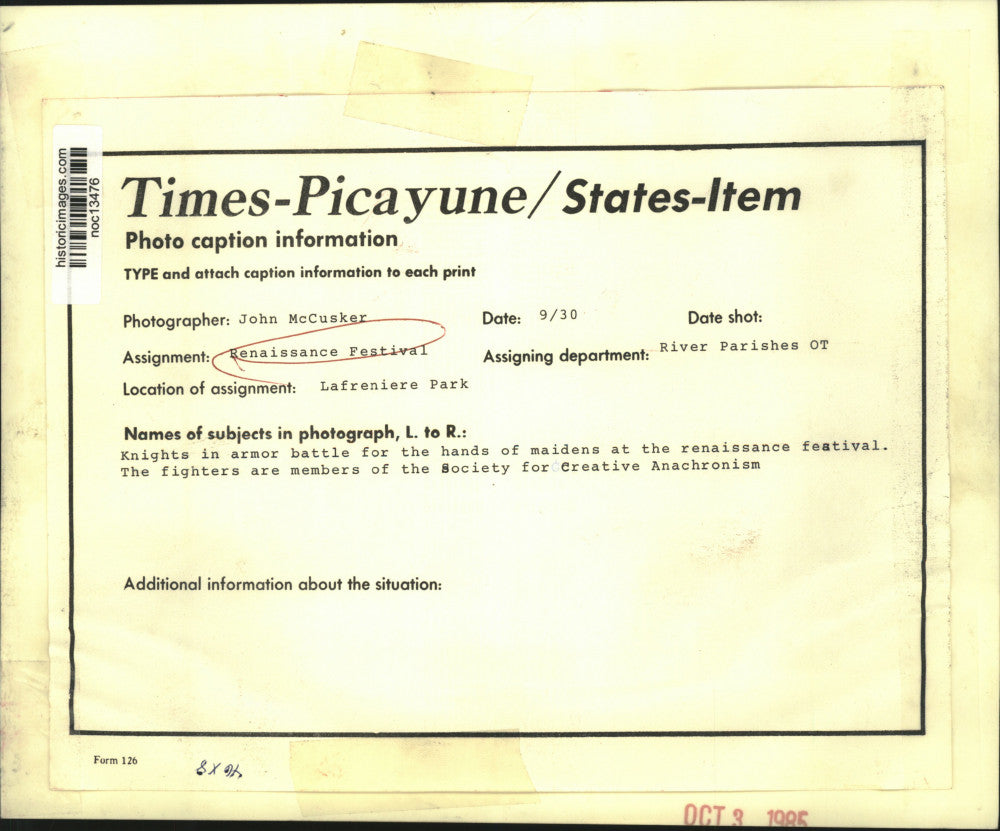 historicimages.com
noc13476
Times-Picayune/States-Item
Photo caption information
TYPE and attach caption information to each print
Photographer: John McCusker Date: 9/30 Date shot:
Assignment: Renaissance Festival Assigning department: River Parishes OT
Location of assignment: Lafreniere Park
Names of subjects in photograph, L. to R.:
Knights in armor battle for the hands of maidens at the renaissance festival.
The fighters are members of the Society for Creative Anachronism
Additional information about the situation:
Form 126
OCT 3 1985